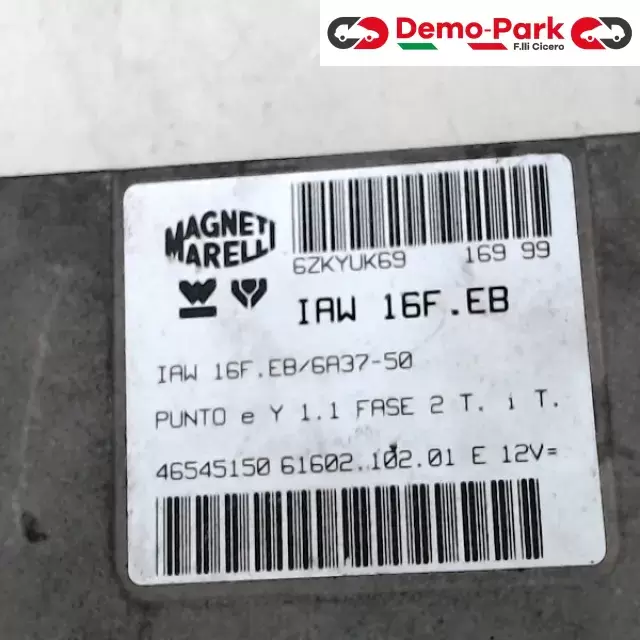 Demo-Park
F.lli Cicero
MAGNETI
MARELLI
6ZKYUK69 169 99
IAW 16F.EB
IAW 16F.EB/6A37-50
PUNTO e Y 1.1 FASE 2 T. i T.
46545150 61602.102.01 E 12V=